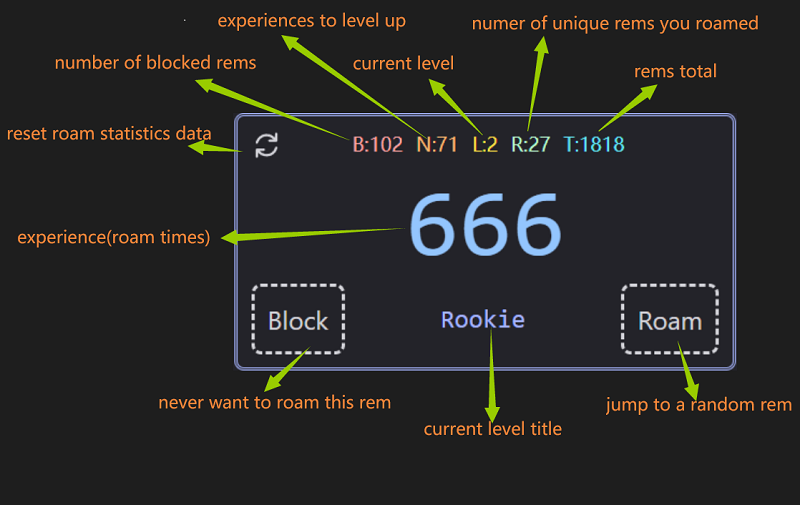 experiences to level up
numer of unique rems you roamed
number of blocked rems
current level
rems total
reset roam statistics data
B:102 N:71 L:2 R:27 T:1818
experience(roam times)
666
Block
Rookie
Roam
never want to roam this rem
jump to a random rem
current level title